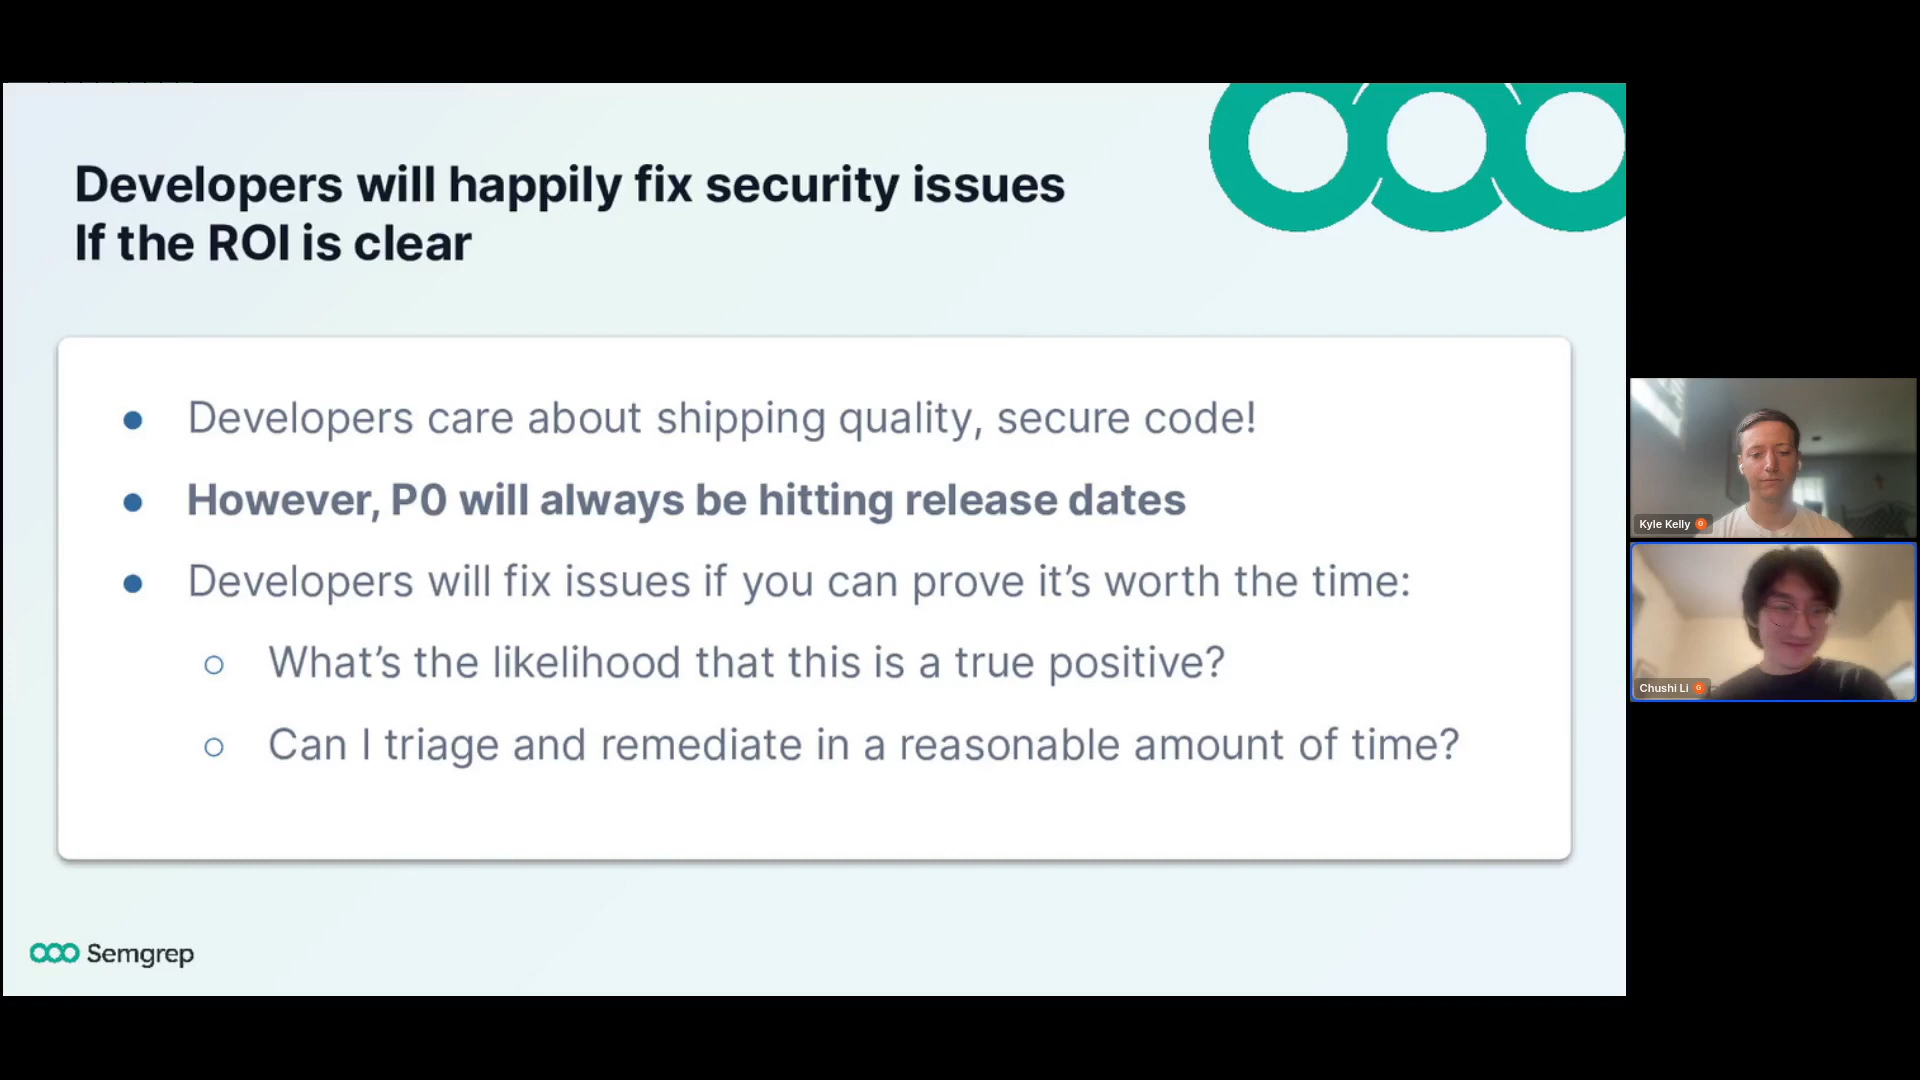 Developers will happily fix security issues
If the ROI is clear
● Developers care about shipping quality, secure code!
● However, P0 will always be hitting release dates
● Developers will fix issues if you can prove it’s worth the time:
○ What’s the likelihood that this is a true positive?
○ Can I triage and remediate in a reasonable amount of time?
Semgrep
Kyle Kelly
Chushi Li